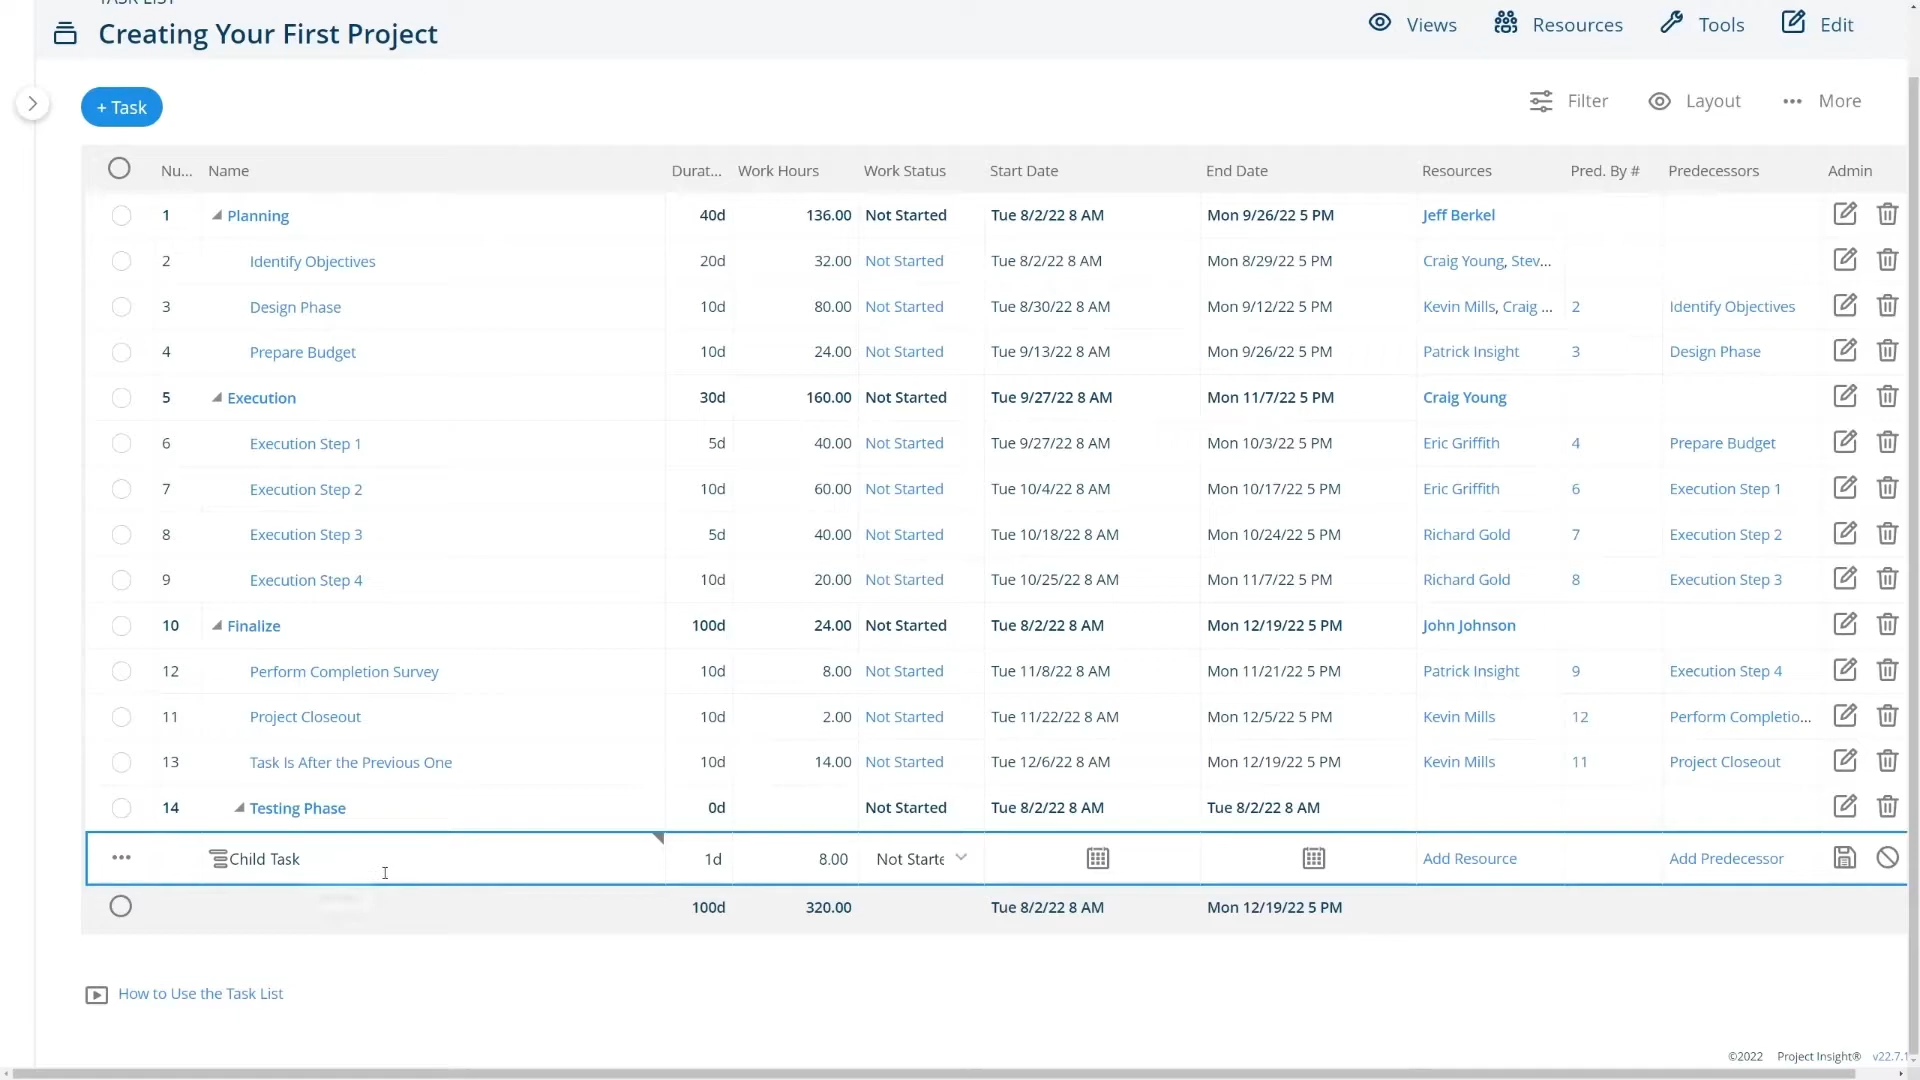 TASK LIST
Creating Your First Project
Views Resources Tools Edit
+ Task
Filter Layout ••• More
Nu... Name Durat... Work Hours Work Status Start Date End Date Resources Pred. By # Predecessors Admin
1 Planning 40d 136.00 Not Started Tue 8/2/22 8 AM Mon 9/26/22 5 PM Jeff Berkel
2 Identify Objectives 20d 32.00 Not Started Tue 8/2/22 8 AM Mon 8/29/22 5 PM Craig Young, Stev...
3 Design Phase 10d 80.00 Not Started Tue 8/30/22 8 AM Mon 9/12/22 5 PM Kevin Mills, Craig ... 2 Identify Objectives
4 Prepare Budget 10d 24.00 Not Started Tue 9/13/22 8 AM Mon 9/26/22 5 PM Patrick Insight 3 Design Phase
5 Execution 30d 160.00 Not Started Tue 9/27/22 8 AM Mon 11/7/22 5 PM Craig Young
6 Execution Step 1 5d 40.00 Not Started Tue 9/27/22 8 AM Mon 10/3/22 5 PM Eric Griffith 4 Prepare Budget
7 Execution Step 2 10d 60.00 Not Started Tue 10/4/22 8 AM Mon 10/17/22 5 PM Eric Griffith 6 Execution Step 1
8 Execution Step 3 5d 40.00 Not Started Tue 10/18/22 8 AM Mon 10/24/22 5 PM Richard Gold 7 Execution Step 2
9 Execution Step 4 10d 20.00 Not Started Tue 10/25/22 8 AM Mon 11/7/22 5 PM Richard Gold 8 Execution Step 3
10 Finalize 100d 24.00 Not Started Tue 8/2/22 8 AM Mon 12/19/22 5 PM John Johnson
12 Perform Completion Survey 10d 8.00 Not Started Tue 11/8/22 8 AM Mon 11/21/22 5 PM Patrick Insight 9 Execution Step 4
11 Project Closeout 10d 2.00 Not Started Tue 11/22/22 8 AM Mon 12/5/22 5 PM Kevin Mills 12 Perform Completio...
13 Task Is After the Previous One 10d 14.00 Not Started Tue 12/6/22 8 AM Mon 12/19/22 5 PM Kevin Mills 11 Project Closeout
14 Testing Phase 0d Not Started Tue 8/2/22 8 AM Tue 8/2/22 8 AM
••• Child Task 1d 8.00 Not Starte Add Resource Add Predecessor
100d 320.00 Tue 8/2/22 8 AM Mon 12/19/22 5 PM
How to Use the Task List
©2022 Project Insight® v22.7.1